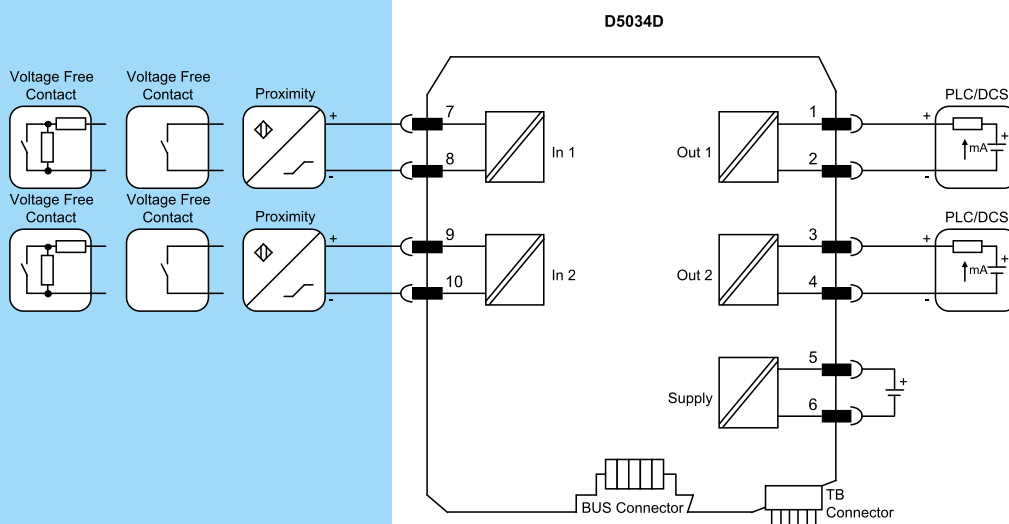 D5034D
Voltage Free
Contact
Voltage Free
Contact
Proximity
+
-
7
8
In 1
Out 1
1
2
+
-
PLC/DCS
mA
+
Voltage Free
Contact
Voltage Free
Contact
Proximity
+
-
9
10
In 2
Out 2
3
4
+
-
PLC/DCS
mA
+
Supply
5
6
+
BUS Connector
TB
Connector